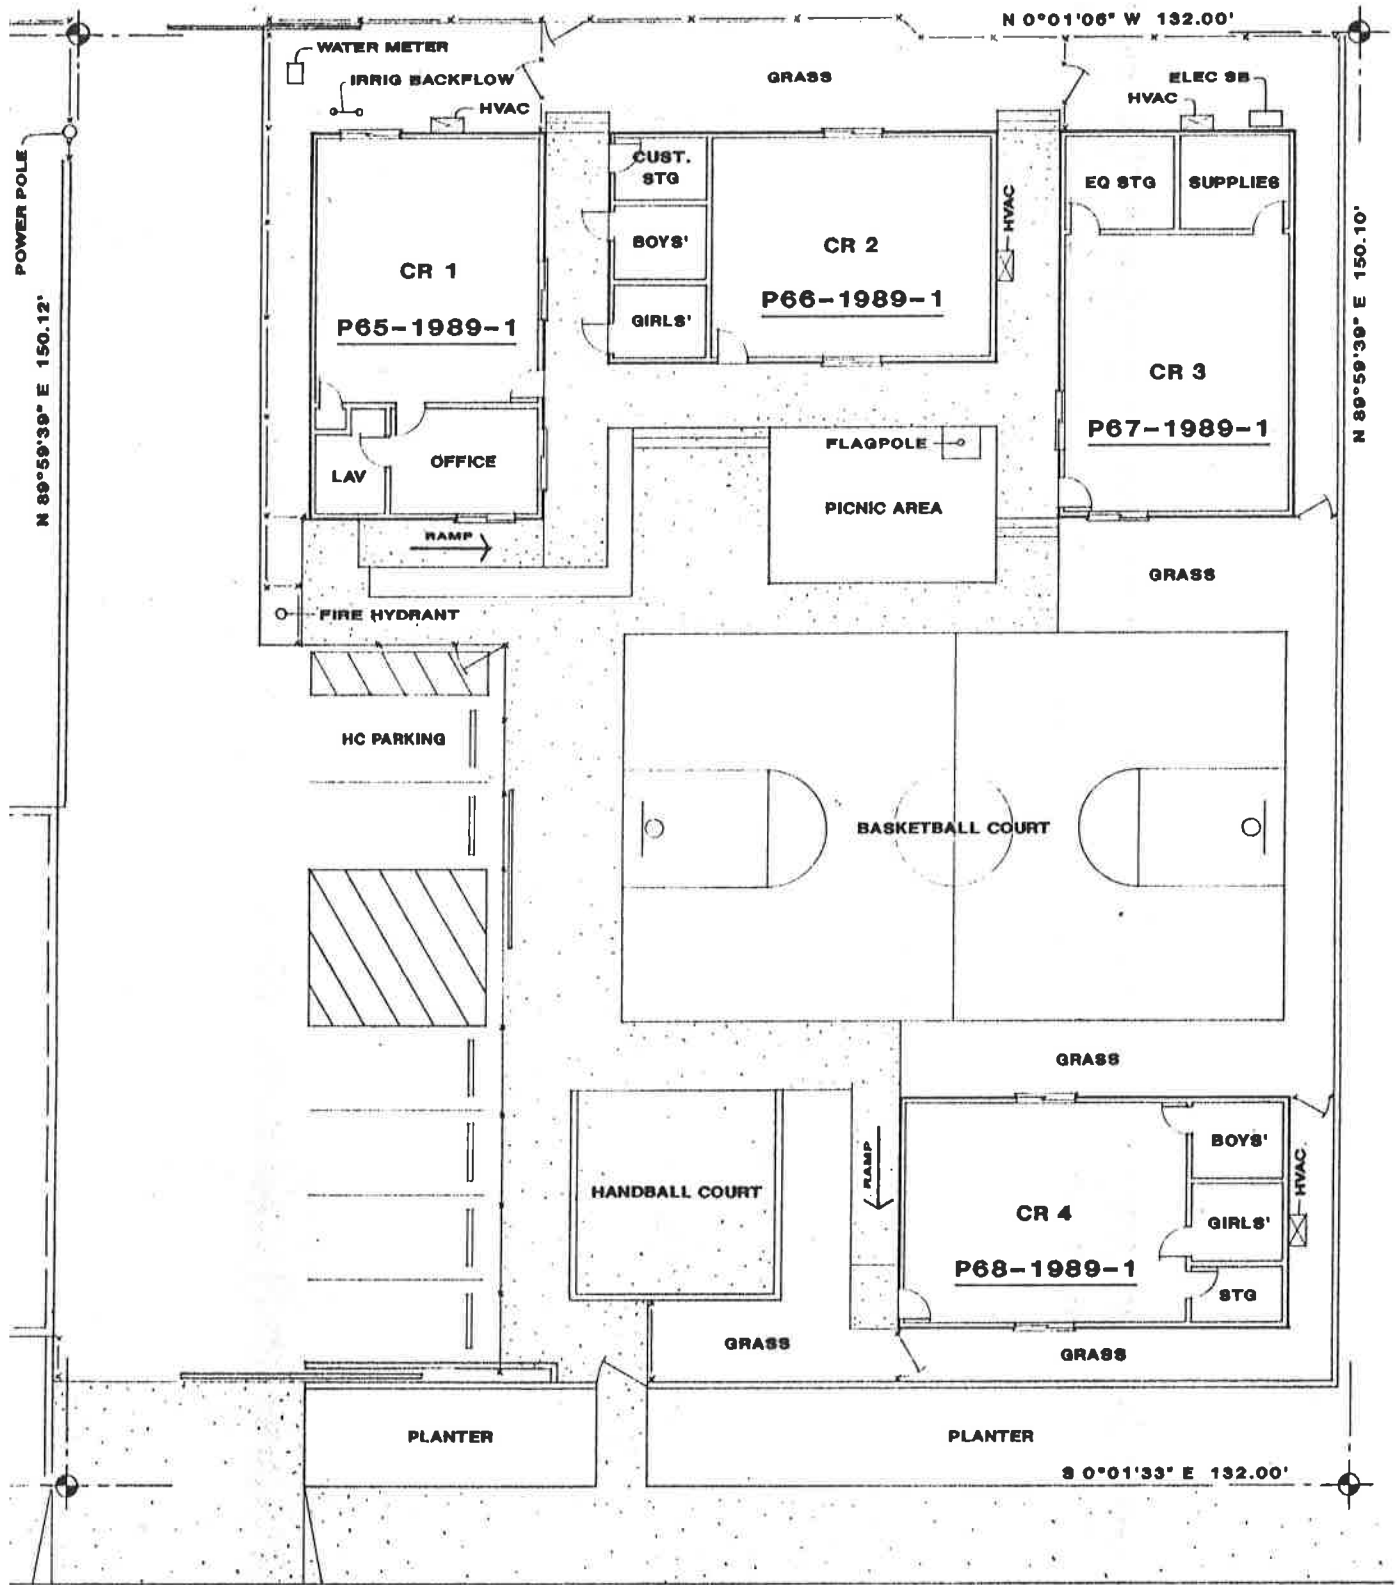 N 0°01'06" W 132.00'
WATER METER
IRRIG BACKFLOW
HVAC
GRASS
ELEC SB
HVAC
POWER POLE
CUST.
STG
BOYS'
GIRLS'
CR 1
P65-1989-1
CR 2
P66-1989-1
HVAC
EQ STG
SUPPLIES
CR 3
P67-1989-1
N 89°59'39" E 150.12'
N 89°59'39" E 150.10'
LAV
OFFICE
FLAGPOLE
PICNIC AREA
RAMP
GRASS
FIRE HYDRANT
HC PARKING
BASKETBALL COURT
GRASS
HANDBALL COURT
RAMP
CR 4
P68-1989-1
BOYS'
GIRLS'
STG
HVAC
GRASS
GRASS
PLANTER
PLANTER
S 0°01'33" E 132.00'